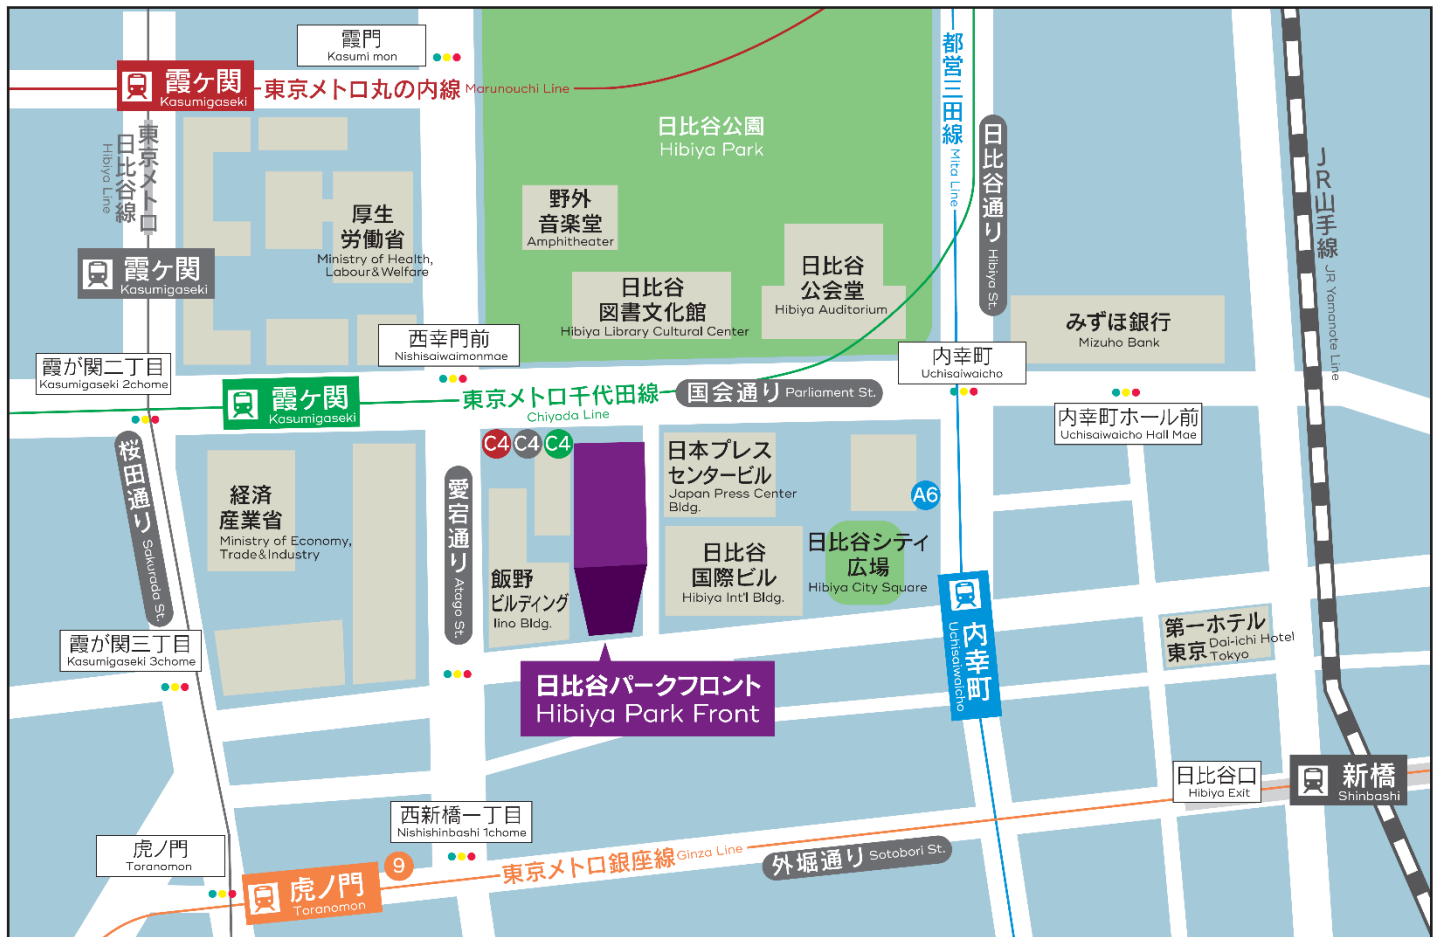 霞門
Kasumi mon
霞ケ関
Kasumigaseki
東京メトロ丸の内線
Marunouchi Line
都営三田線
Mita Line
日比谷公園
Hibiya Park
日比谷通り
Hibiya St.
JR山手線
JR Yamanote Line
東京メトロ
日比谷線
Hibiya Line
霞ケ関
Kasumigaseki
厚生
労働省
Ministry of Health,
Labour&Welfare
野外
音楽堂
Amphitheater
日比谷
図書文化館
Hibiya Library Cultural Center
日比谷
公会堂
Hibiya Auditorium
みずほ銀行
Mizuho Bank
西幸門前
Nishisaiwaimonmae
内幸町
Uchisaiwaicho
霞が関二丁目
Kasumigaseki 2chome
霞ケ関
Kasumigaseki
東京メトロ千代田線
Chiyoda Line
国会通り Parliament St.
内幸町ホール前
Uchisaiwaicho Hall Mae
桜田通り
Sakurada St.
経済
産業省
Ministry of Economy,
Trade&Industry
愛宕通り
Atago St.
C4
C4
C4
飯野
ビルディング
Iino Bldg.
日本プレス
センタービル
Japan Press Center
Bldg.
日比谷
国際ビル
Hibiya Int'l Bldg.
A6
日比谷シティ
広場
Hibiya City Square
内幸町
Uchisaiwaicho
第一ホテル
東京
Dai-ichi Hotel
Tokyo
霞が関三丁目
Kasumigaseki 3chome
日比谷パークフロント
Hibiya Park Front
日比谷口
Hibiya Exit
新橋
Shinbashi
西新橋一丁目
Nishishinbashi 1chome
虎ノ門
Toranomon
虎ノ門
Toranomon
9
東京メトロ銀座線 Ginza Line
外堀通り Sotobori St.